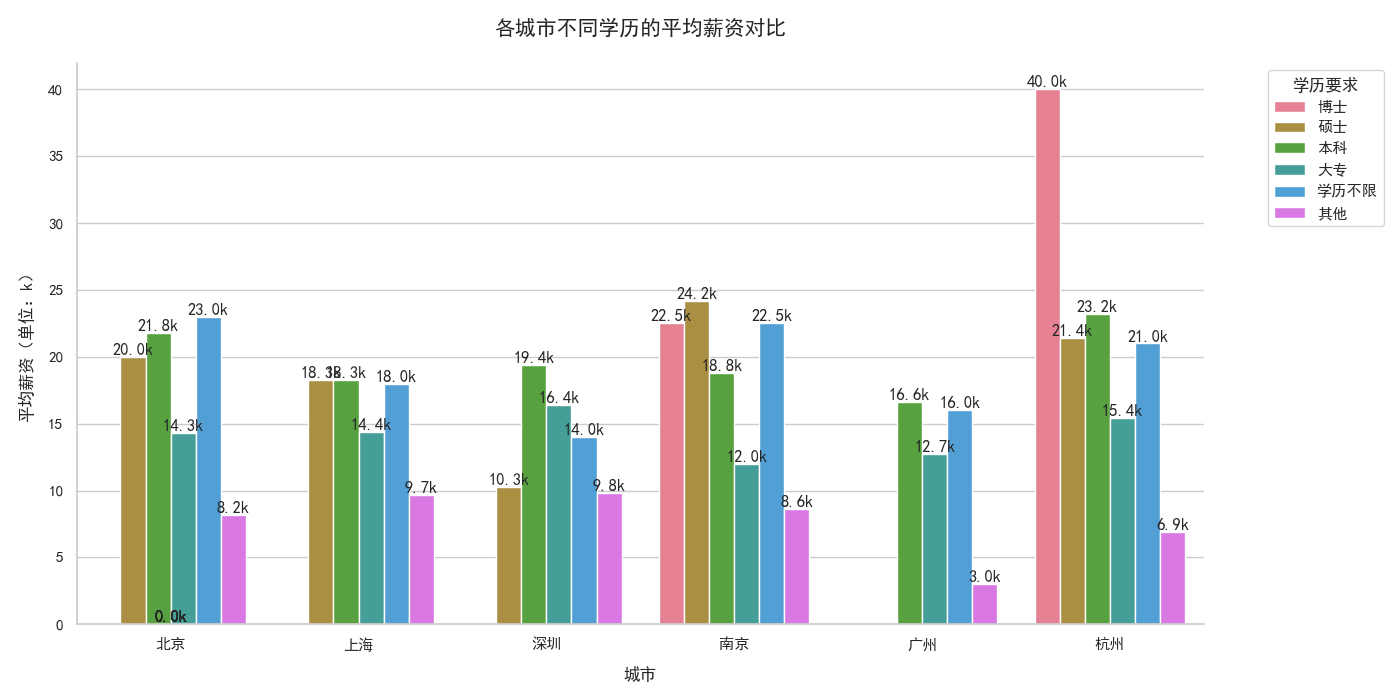 各城市不同学历的平均薪资对比
学历要求
博士
硕士
本科
大专
学历不限
其他
平均薪资（单位：k）
40
35
30
25
20
15
10
5
0
20.0k
21.8k
14.3k
23.0k
8.2k
0.0k
18.3k
18.3k
14.4k
18.0k
9.7k
10.3k
19.4k
16.4k
14.0k
9.8k
22.5k
24.2k
18.8k
12.0k
22.5k
8.6k
16.6k
12.7k
16.0k
3.0k
40.0k
21.4k
23.2k
15.4k
21.0k
6.9k
北京
上海
深圳
南京
广州
杭州
城市